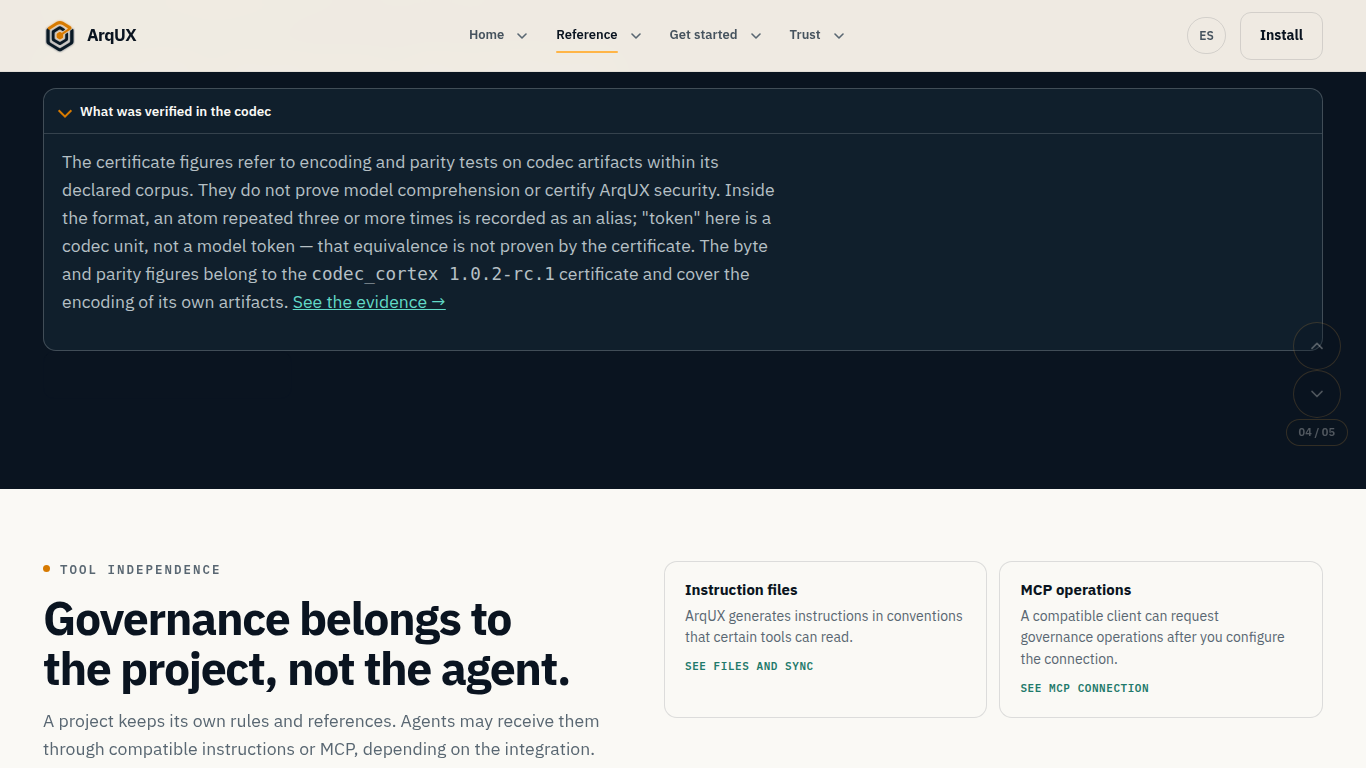 ArqUX
Home
Reference
Get started
Trust
ES
Install
What was verified in the codec
The certificate figures refer to encoding and parity tests on codec artifacts within its
declared corpus. They do not prove model comprehension or certify ArqUX security. Inside
the format, an atom repeated three or more times is recorded as an alias; "token" here is a
codec unit, not a model token — that equivalence is not proven by the certificate. The byte
and parity figures belong to the codec_cortex 1.0.2-rc.1 certificate and cover the
encoding of its own artifacts. See the evidence →
04 / 05
TOOL INDEPENDENCE
Governance belongs to
the project, not the agent.
A project keeps its own rules and references. Agents may receive them
through compatible instructions or MCP, depending on the integration.
Instruction files
ArqUX generates instructions in conventions
that certain tools can read.
SEE FILES AND SYNC
MCP operations
A compatible client can request
governance operations after you configure
the connection.
SEE MCP CONNECTION